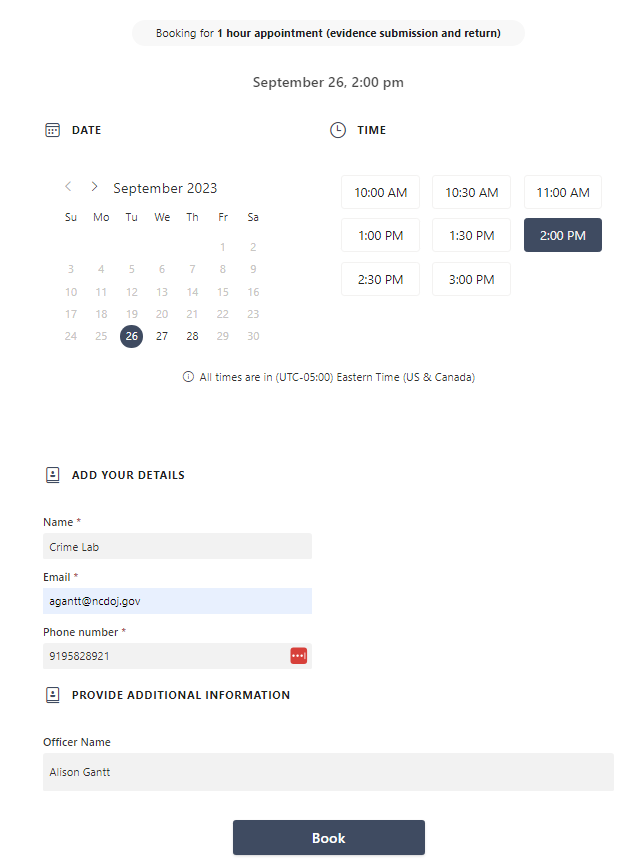 Booking for 1 hour appointment (evidence submission and return)
September 26, 2:00 pm
DATE
TIME
September 2023
Su Mo Tu We Th Fr Sa
1 2
3 4 5 6 7 8 9
10 11 12 13 14 15 16
17 18 19 20 21 22 23
24 25 26 27 28 29 30
10:00 AM 10:30 AM 11:00 AM
1:00 PM 1:30 PM 2:00 PM
2:30 PM 3:00 PM
All times are in (UTC-05:00) Eastern Time (US & Canada)
ADD YOUR DETAILS
Name *
Crime Lab
Email *
agantt@ncdoj.gov
Phone number *
9195828921
PROVIDE ADDITIONAL INFORMATION
Officer Name
Alison Gantt
Book